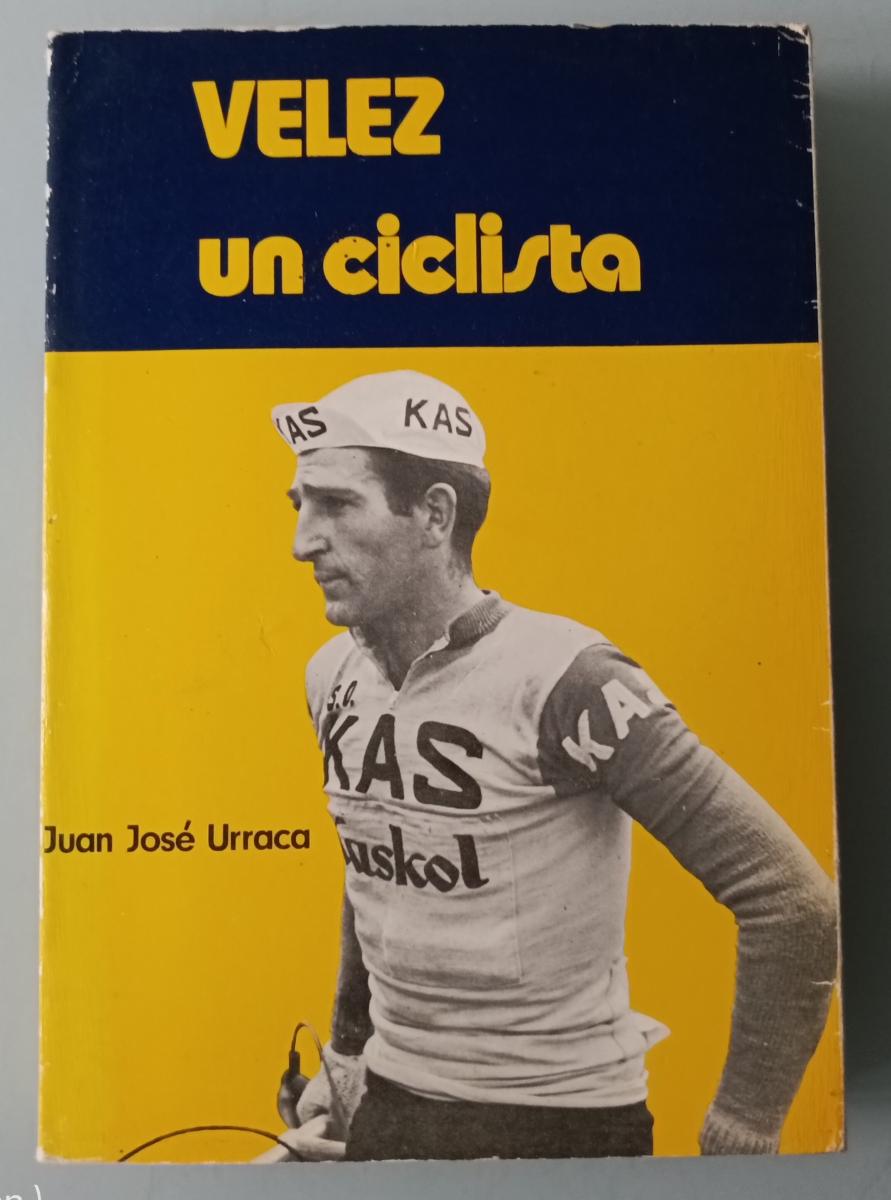 VELEZ
un ciclista
KAS KAS
S.O.
KAS
Kaskol
KAS
Juan José Urraca